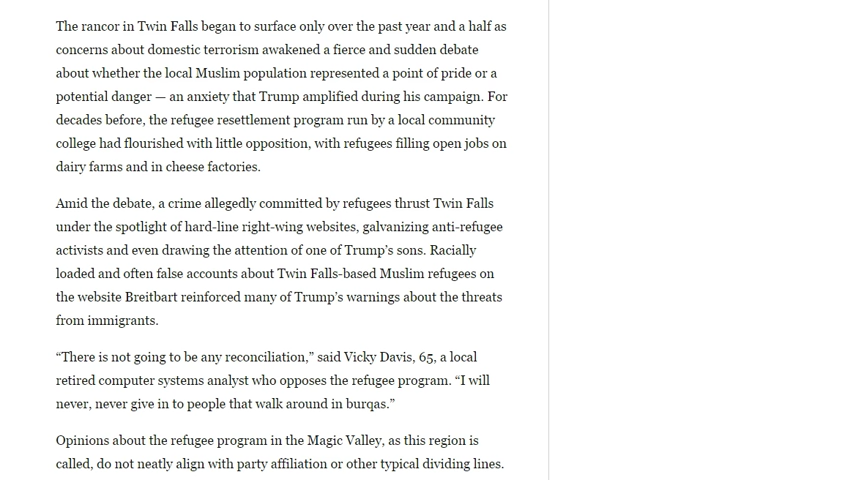 The rancor in Twin Falls began to surface only over the past year and a half as
concerns about domestic terrorism awakened a fierce and sudden debate
about whether the local Muslim population represented a point of pride or a
potential danger — an anxiety that Trump amplified during his campaign. For
decades before, the refugee resettlement program run by a local community
college had flourished with little opposition, with refugees filling open jobs on
dairy farms and in cheese factories.
Amid the debate, a crime allegedly committed by refugees thrust Twin Falls
under the spotlight of hard-line right-wing websites, galvanizing anti-refugee
activists and even drawing the attention of one of Trump’s sons. Racially
loaded and often false accounts about Twin Falls-based Muslim refugees on
the website Breitbart reinforced many of Trump’s warnings about the threats
from immigrants.
“There is not going to be any reconciliation,” said Vicky Davis, 65, a local
retired computer systems analyst who opposes the refugee program. “I will
never, never give in to people that walk around in burqas.”
Opinions about the refugee program in the Magic Valley, as this region is
called, do not neatly align with party affiliation or other typical dividing lines.